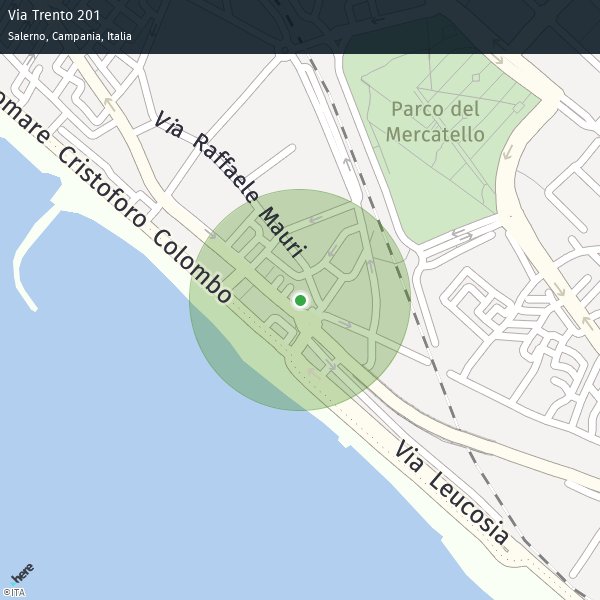 Via Trento 201
Salerno, Campania, Italia
Parco del
Mercatello
omare Cristoforo Colombo
Via Raffaele Mauri
Via Leucosia
here
©ITA